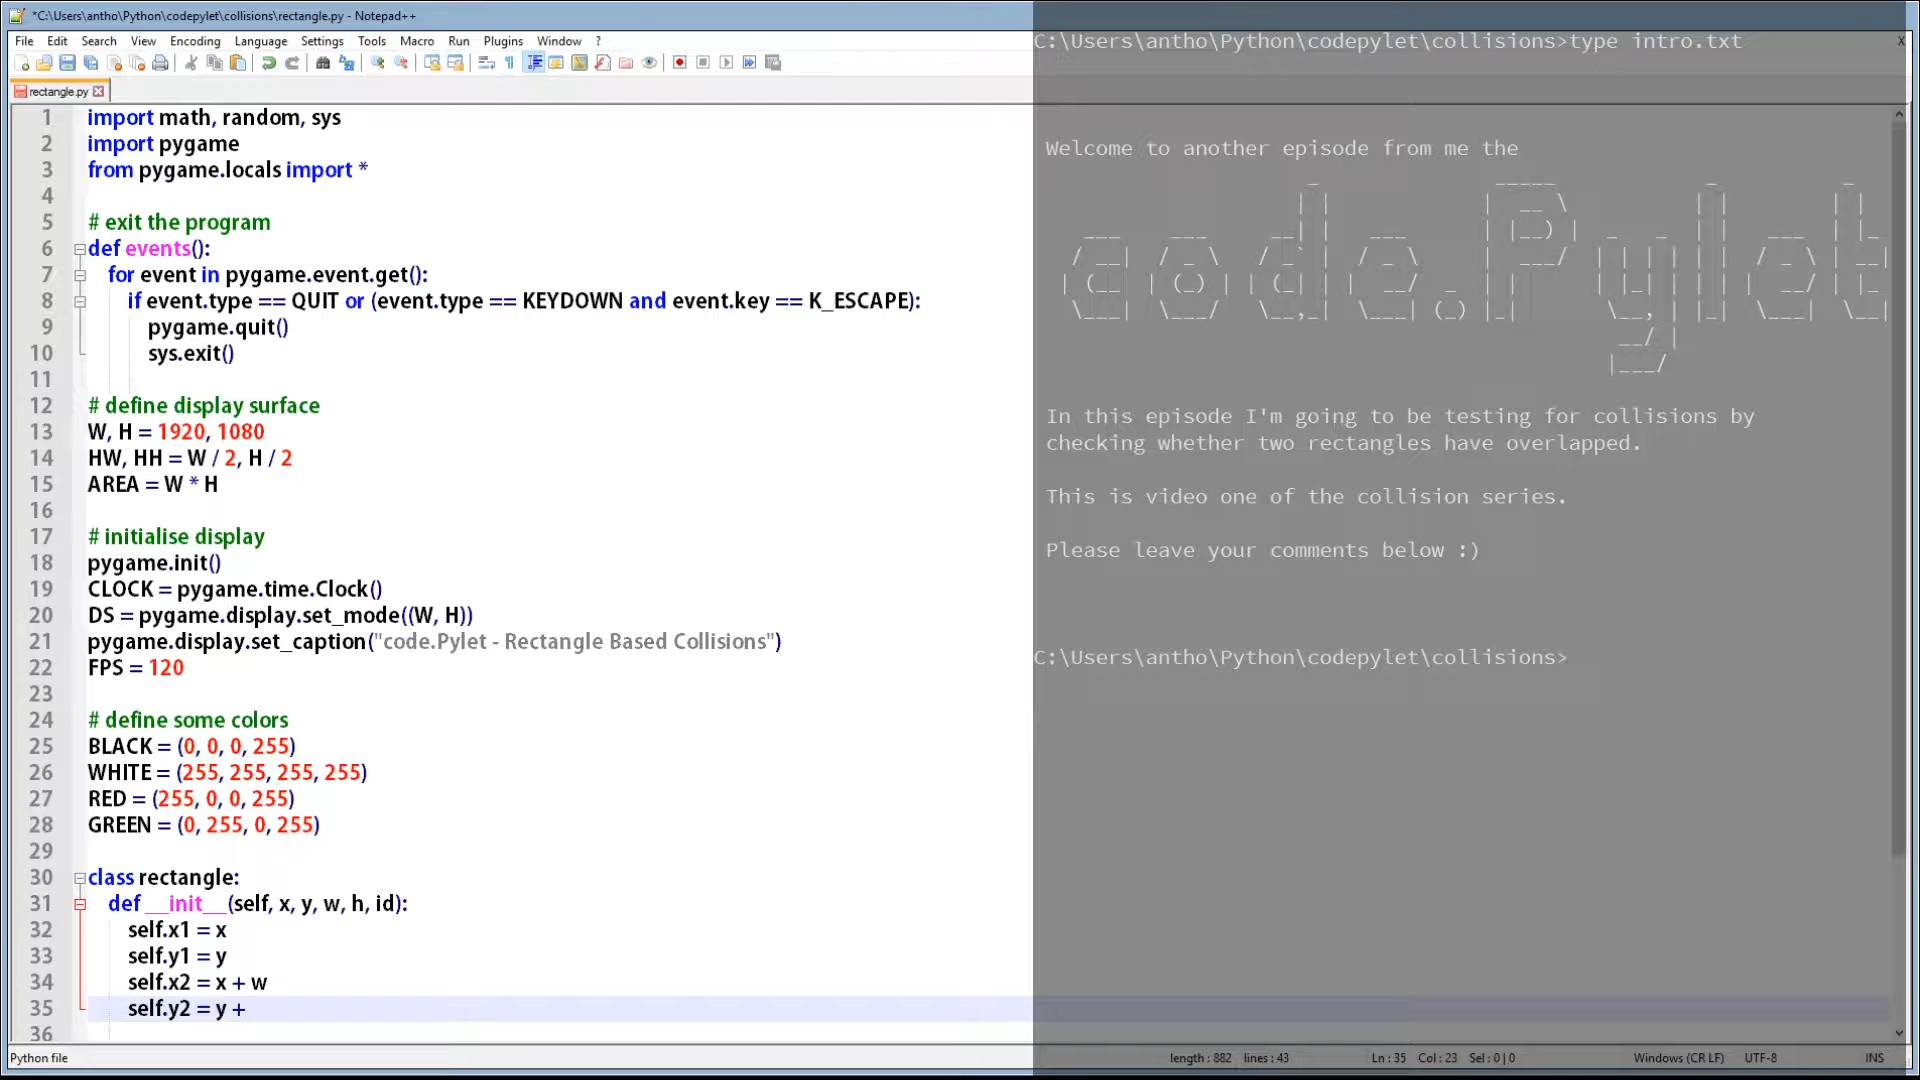 *C:\Users\antho\Python\codepylet\collisions\rectangle.py - Notepad++
File Edit Search View Encoding Language Settings Tools Macro Run Plugins Window ?
rectangle.py
1 import math, random, sys
2 import pygame
3 from pygame.locals import *
4
5 # exit the program
6 def events():
7 for event in pygame.event.get():
8 if event.type == QUIT or (event.type == KEYDOWN and event.key == K_ESCAPE):
9 pygame.quit()
10 sys.exit()
11
12 # define display surface
13 W, H = 1920, 1080
14 HW, HH = W / 2, H / 2
15 AREA = W * H
16
17 # initialise display
18 pygame.init()
19 CLOCK = pygame.time.Clock()
20 DS = pygame.display.set_mode((W, H))
21 pygame.display.set_caption("code.Pylet - Rectangle Based Collisions")
22 FPS = 120
23
24 # define some colors
25 BLACK = (0, 0, 0, 255)
26 WHITE = (255, 255, 255, 255)
27 RED = (255, 0, 0, 255)
28 GREEN = (0, 255, 0, 255)
29
30 class rectangle:
31 def __init__(self, x, y, w, h, id):
32 self.x1 = x
33 self.y1 = y
34 self.x2 = x + w
35 self.y2 = y +
36
C:\Users\antho\Python\codepylet\collisions>type intro.txt
x
Welcome to another episode from me the
code.Pylet
In this episode I'm going to be testing for collisions by
checking whether two rectangles have overlapped.
This is video one of the collision series.
Please leave your comments below :)
C:\Users\antho\Python\codepylet\collisions>
Python file length : 882 lines : 43 Ln : 35 Col : 23 Sel : 0 | 0 Windows (CR LF) UTF-8 INS